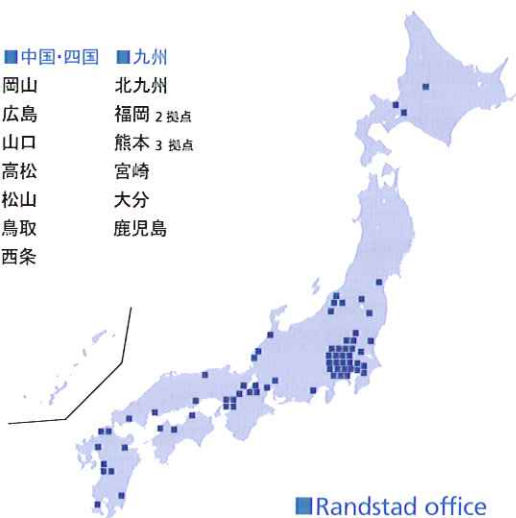 ■中国･四国
岡山
広島
山口
高松
松山
鳥取
西条
■九州
北九州
福岡 2 拠点
熊本 3 拠点
宮崎
大分
鹿児島
■Randstad office